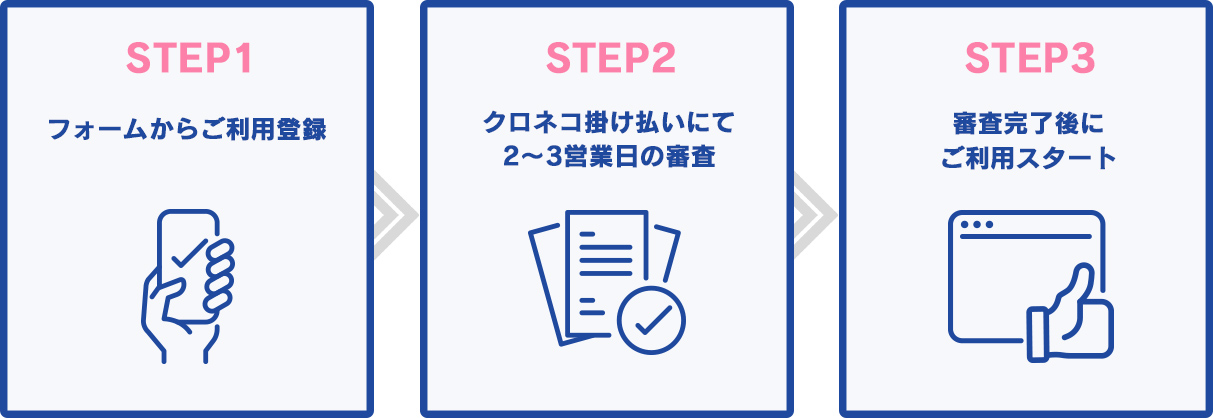 STEP1
フォームからご利用登録
STEP2
クロネコ掛け払いにて
2〜3営業日の審査
STEP3
審査完了後に
ご利用スタート